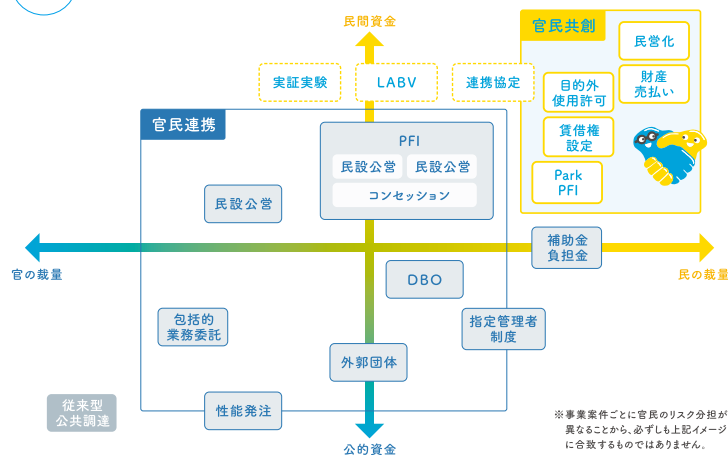 民間資金
官民共創
民営化
実証実験
LABV
連携協定
目的外
使用許可
財産
売払い
官民連携
PFI
民設公営
民設公営
コンセッション
賃借権
設定
Park
PFI
民設公営
補助金
負担金
官の裁量
民の裁量
DBO
包括的
業務委託
指定管理者
制度
外郭団体
従来型
公共調達
性能発注
公的資金
※事業案件ごとに官民のリスク分担が
異なることから、必ずしも上記イメージ
に合致するものではありません。